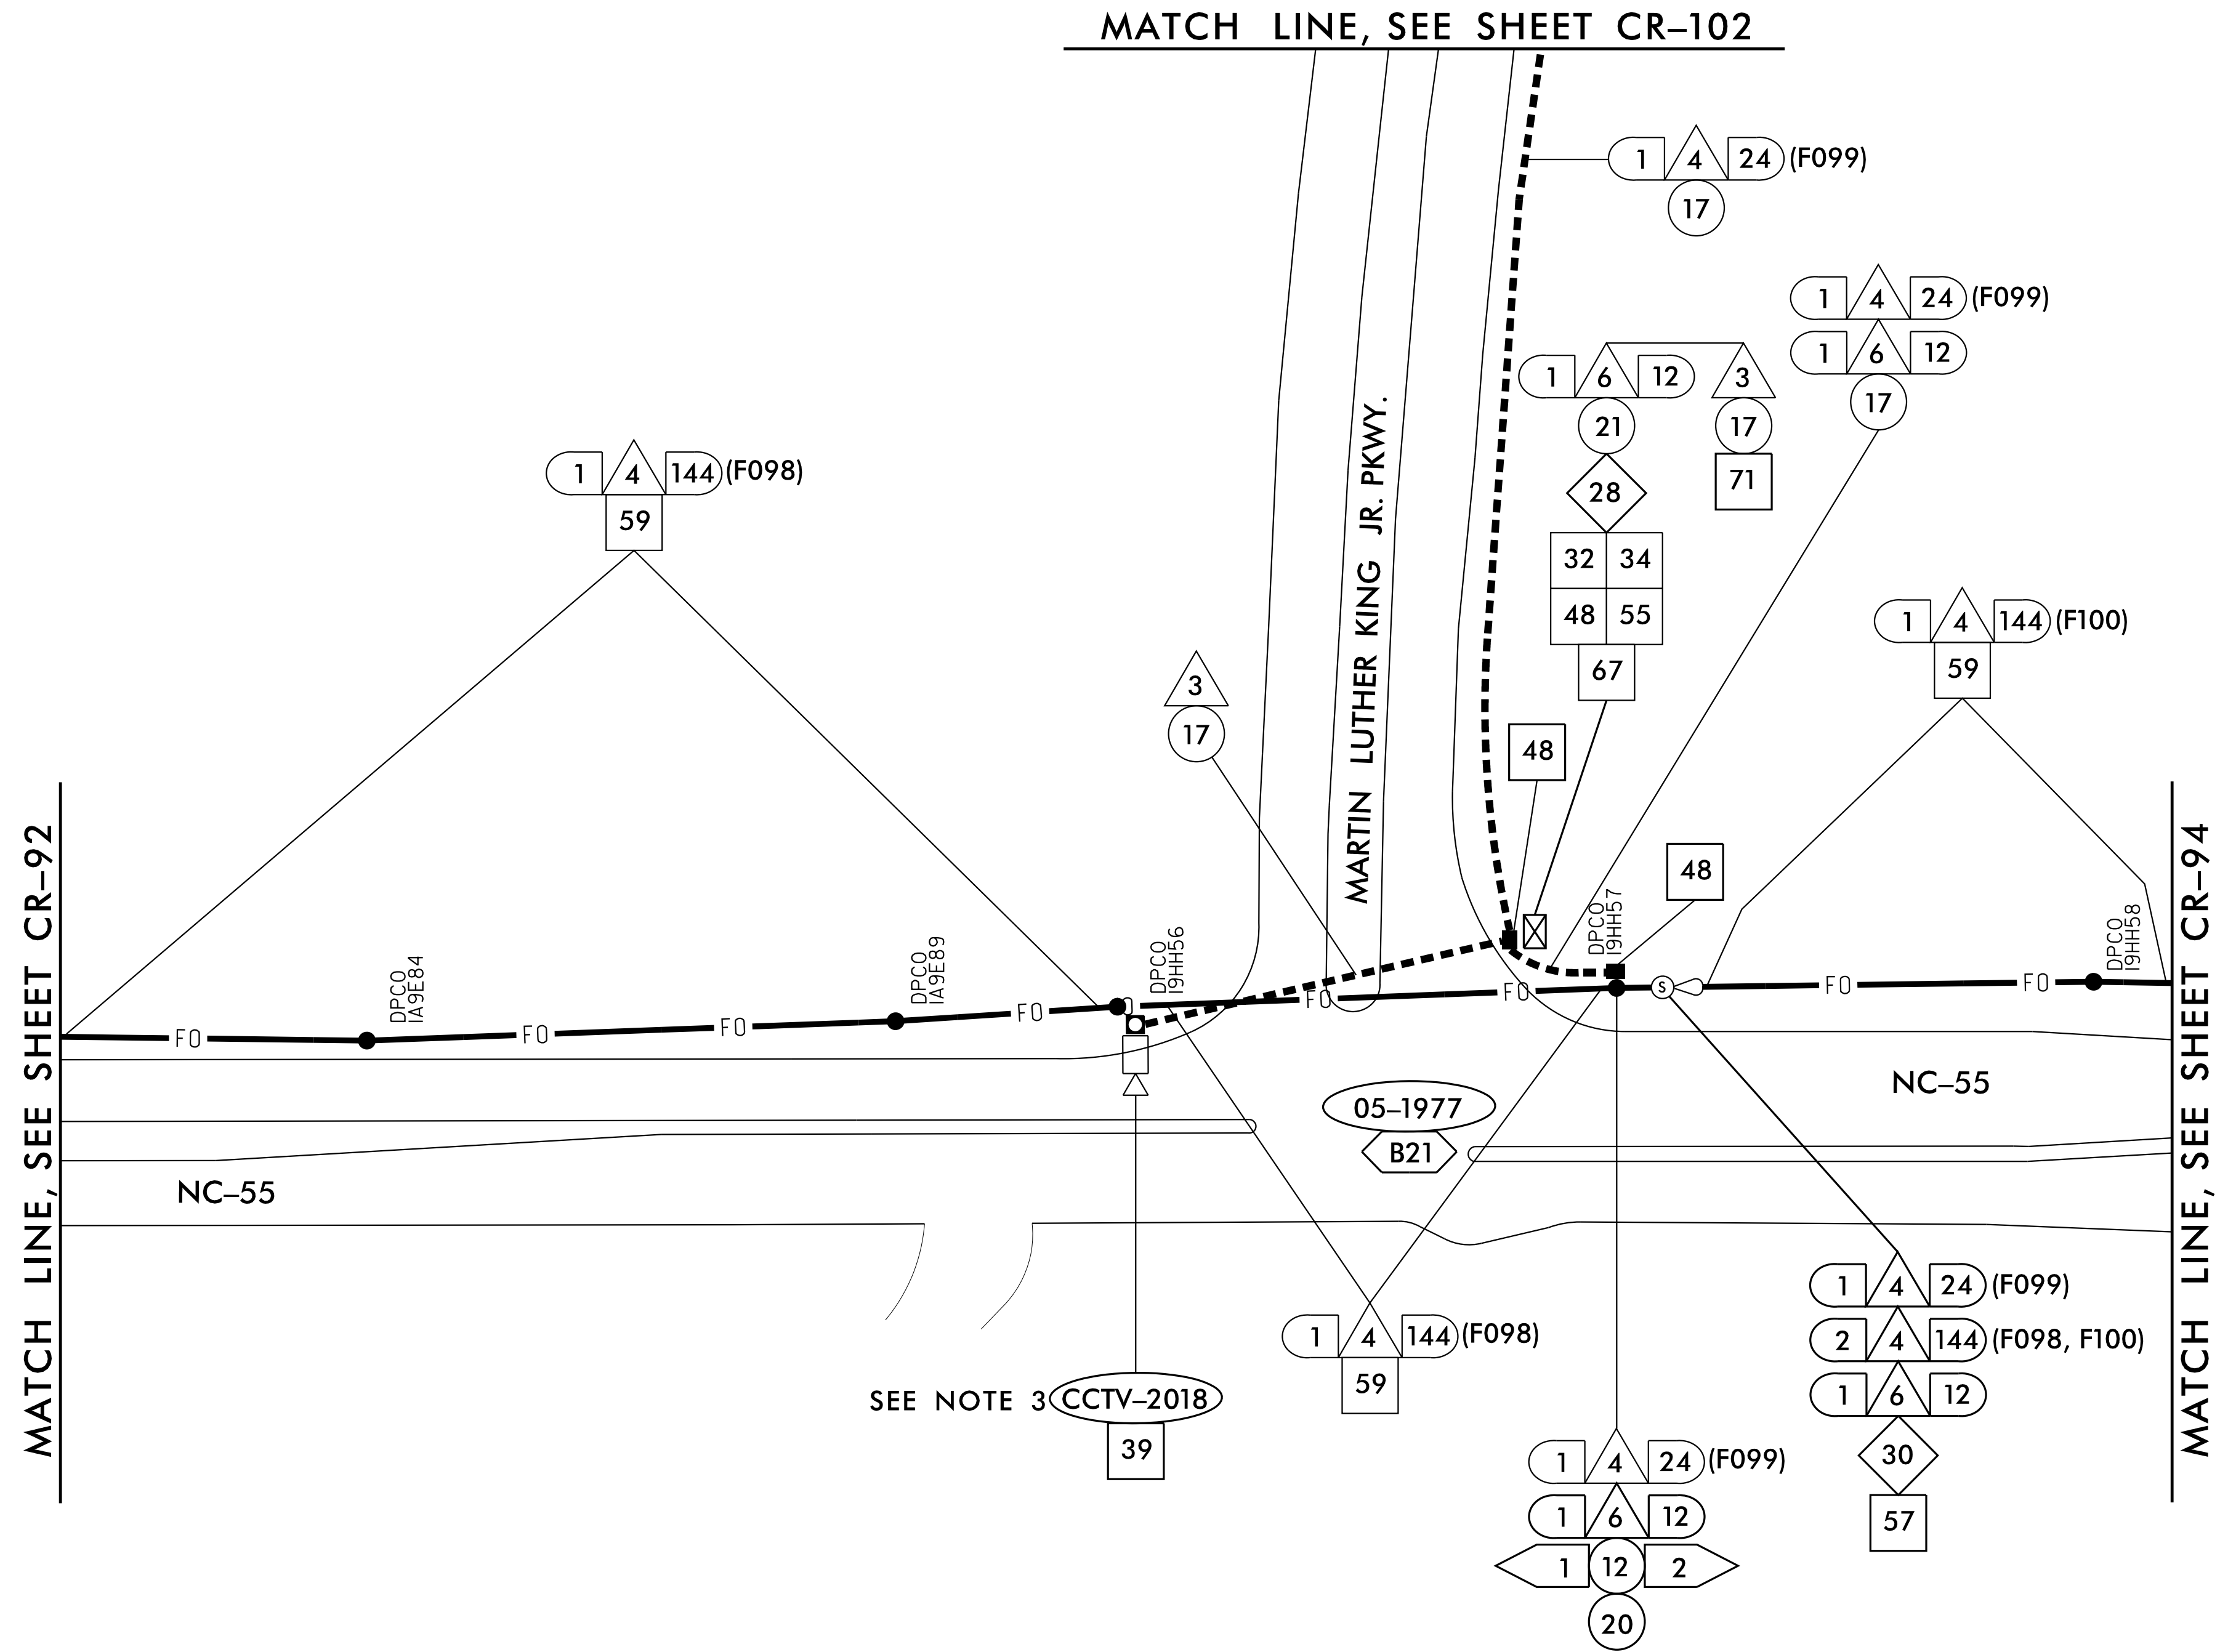 MATCH LINE, SEE SHEET CR–102
1 4 24 (F099)
17
1 4 24 (F099)
1 6 12
17
1 6 12
3
21
17
28
71
32 34
48 55
67
1 4 144 (F098)
59
1 4 144 (F100)
59
3
17
48
48
MARTIN LUTHER KING JR. PKWY.
MATCH LINE, SEE SHEET CR–92
MATCH LINE, SEE SHEET CR–94
DPCO
IA9E84
DPCO
IA9E89
DPCO
I9HH56
DPCO
I9HH57
DPCO
I9HH58
FO
FO
FO
FO
FO
FO
S
FO
FO
NC–55
05–1977
B21
NC–55
1 4 24 (F099)
2 4 144 (F098, F100)
1 6 12
30
57
1 4 144 (F098)
59
SEE NOTE 3 CCTV–2018
39
1 4 24 (F099)
1 6 12
1 12 2
20